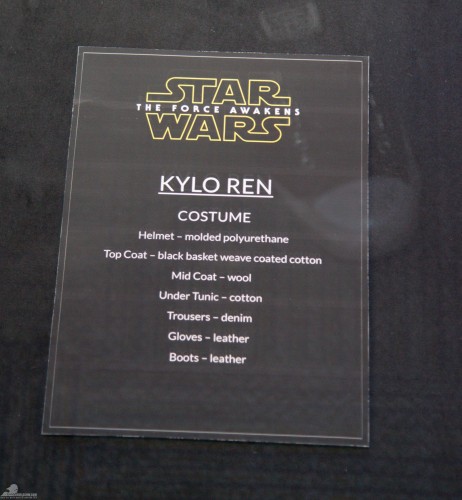 STAR
THE FORCE AWAKENS
WARS
KYLO REN
COSTUME
Helmet – molded polyurethane
Top Coat – black basket weave coated cotton
Mid Coat – wool
Under Tunic – cotton
Trousers – denim
Gloves – leather
Boots – leather